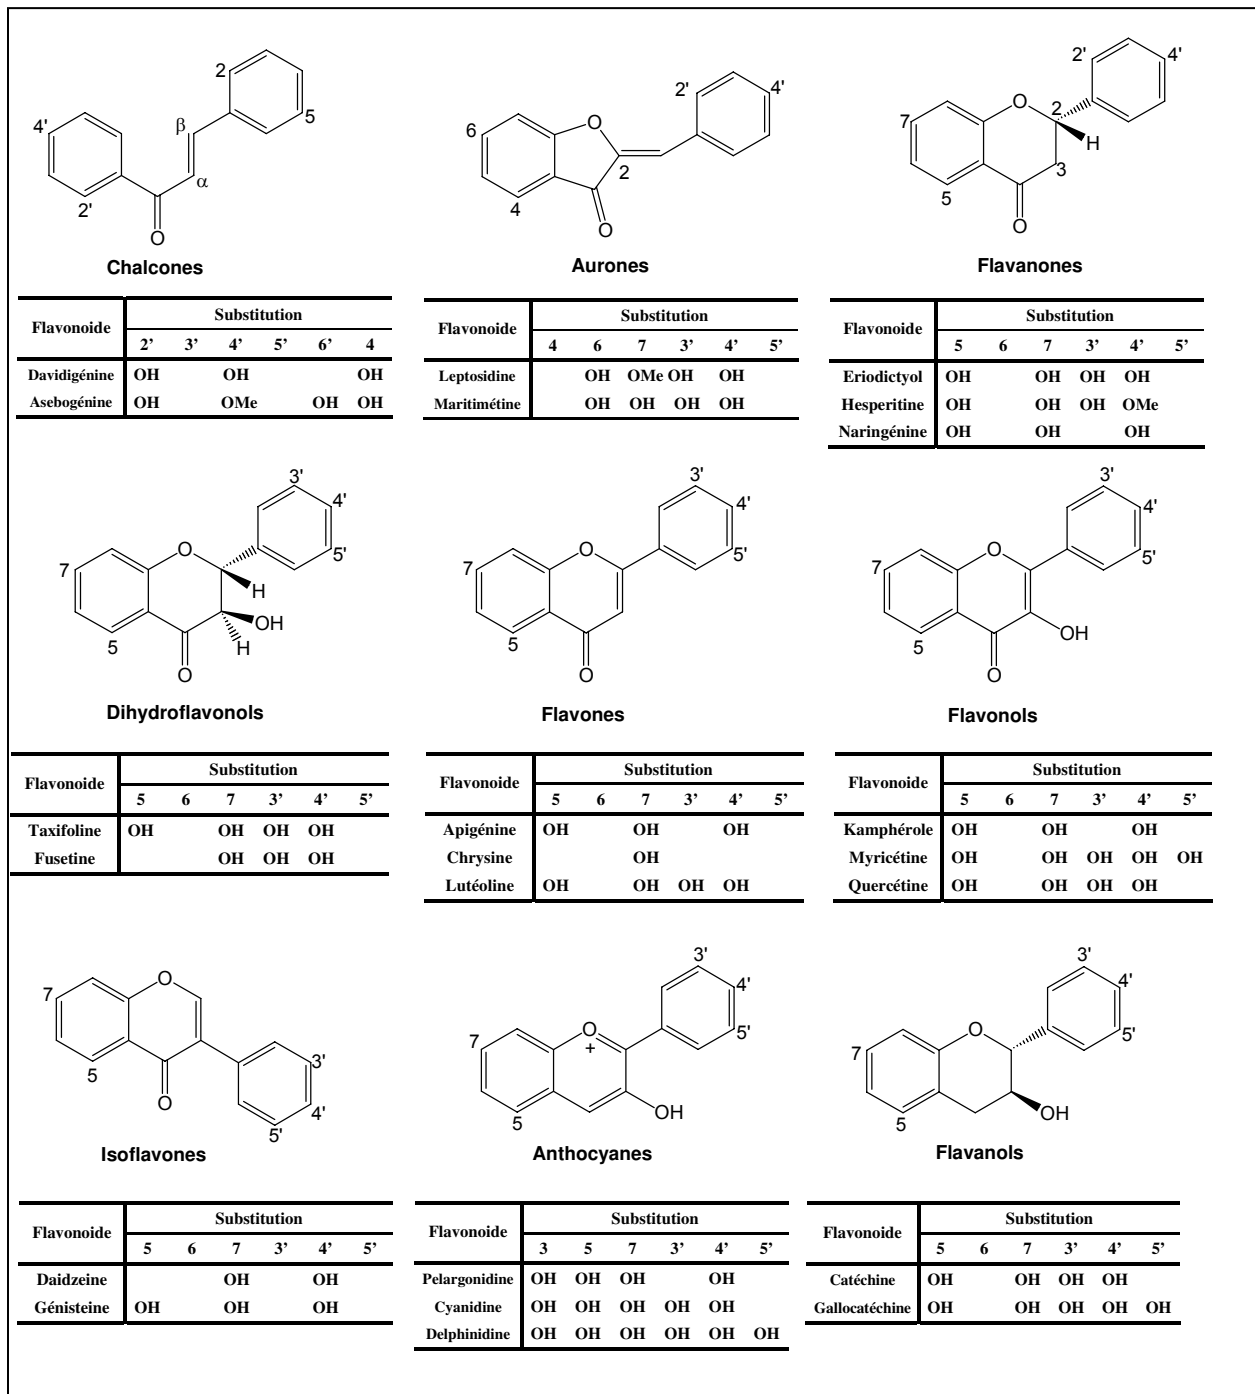 2
5
β
α
4'
2'
O
Chalcones
2'
4'
6
O
2
4
O
Aurones
2'
4'
O
2
7
H
3
5
O
Flavanones
Flavonoide Substitution
2’ 3’ 4’ 5’ 6’ 4
Davidigénine OH OH OH
Asebogénine OH OMe OH OH
Flavonoide Substitution
4 6 7 3’ 4’ 5’
Leptosidine OH OMe OH OH
Maritimétine OH OH OH OH
Flavonoide Substitution
5 6 7 3’ 4’ 5’
Eriodictyol OH OH OH OH
Hesperitine OH OH OH OMe
Naringénine OH OH OH
3'
4'
5'
O
7
H
OH
H
5
O
Dihydroflavonols
3'
4'
5'
O
7
5
O
Flavones
3'
4'
5'
O
7
OH
5
O
Flavonols
Flavonoide Substitution
5 6 7 3’ 4’ 5’
Taxifoline OH OH OH OH
Fusetine OH OH OH
Flavonoide Substitution
5 6 7 3’ 4’ 5’
Apigénine OH OH OH
Chrysine OH
Lutéoline OH OH OH OH
Flavonoide Substitution
5 6 7 3’ 4’ 5’
Kamphérole OH OH OH
Myricétine OH OH OH OH OH
Quercétine OH OH OH OH
O
7
5
O
3'
4'
5'
Isoflavones
3'
4'
5'
O
+
7
OH
5
Anthocyanes
3'
4'
5'
O
7
OH
5
Flavanols
Flavonoide Substitution
5 6 7 3’ 4’ 5’
Daidzeine OH OH
Génisteine OH OH OH
Flavonoide Substitution
3 5 7 3’ 4’ 5’
Pelargonidine OH OH OH OH
Cyanidine OH OH OH OH OH
Delphinidine OH OH OH OH OH OH
Flavonoide Substitution
5 6 7 3’ 4’ 5’
Catéchine OH OH OH OH
Gallocatéchine OH OH OH OH OH